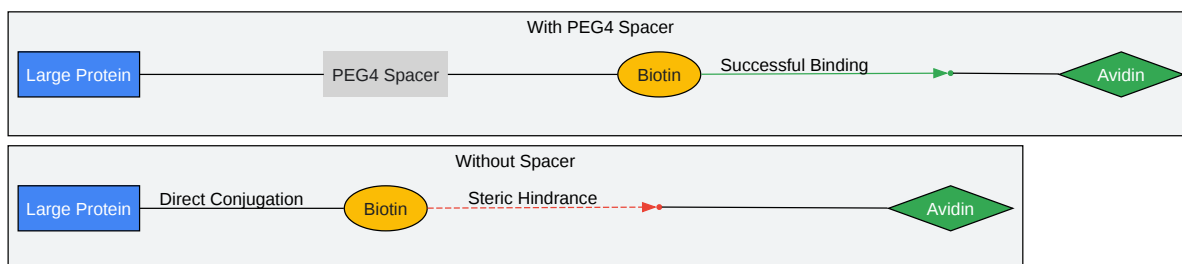 With PEG4 Spacer
Large Protein
PEG4 Spacer
Biotin
Successful Binding
Avidin
Without Spacer
Large Protein
Direct Conjugation
Biotin
Steric Hindrance
Avidin